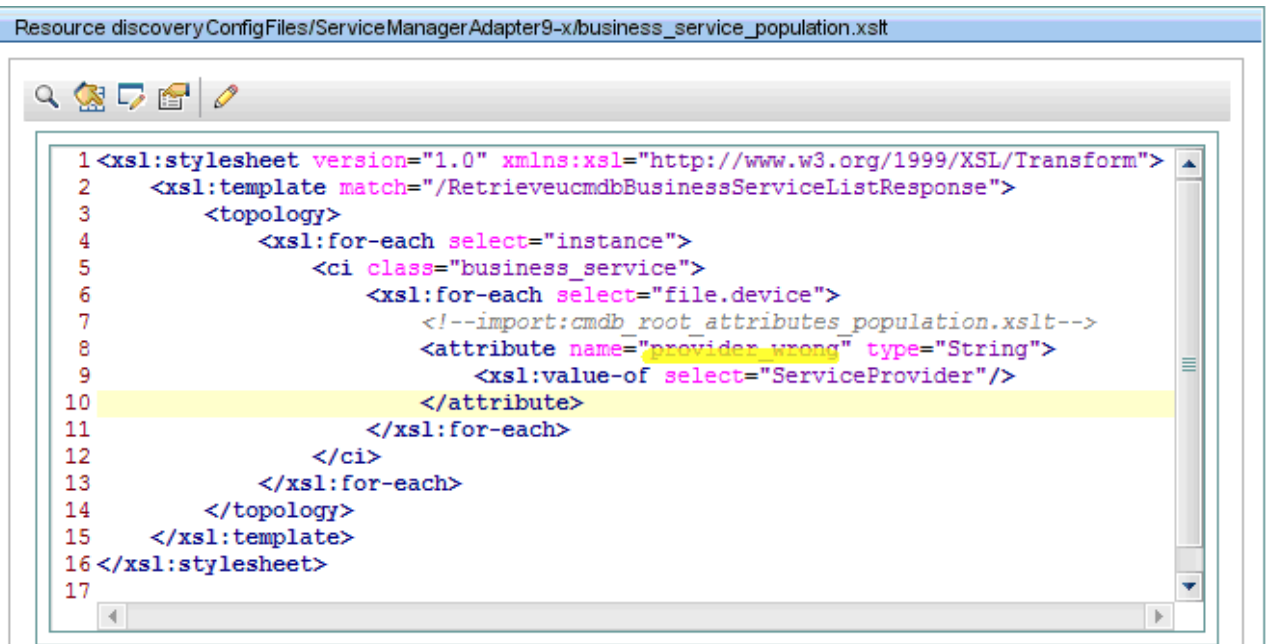 Resource discoveryConfigFiles/ServiceManagerAdapter9-x/business_service_population.xslt
1 <xsl:stylesheet version="1.0" xmlns:xsl="http://www.w3.org/1999/XSL/Transform">
2     <xsl:template match="/RetrieveucmdbBusinessServiceListResponse">
3         <topology>
4             <xsl:for-each select="instance">
5                 <ci class="business_service">
6                     <xsl:for-each select="file.device">
7                         <!--import:cmdb_root_attributes_population.xslt-->
8                         <attribute name="provider_wrong" type="String">
9                             <xsl:value-of select="ServiceProvider"/>
10                         </attribute>
11                     </xsl:for-each>
12                 </ci>
13             </xsl:for-each>
14         </topology>
15     </xsl:template>
16 </xsl:stylesheet>
17